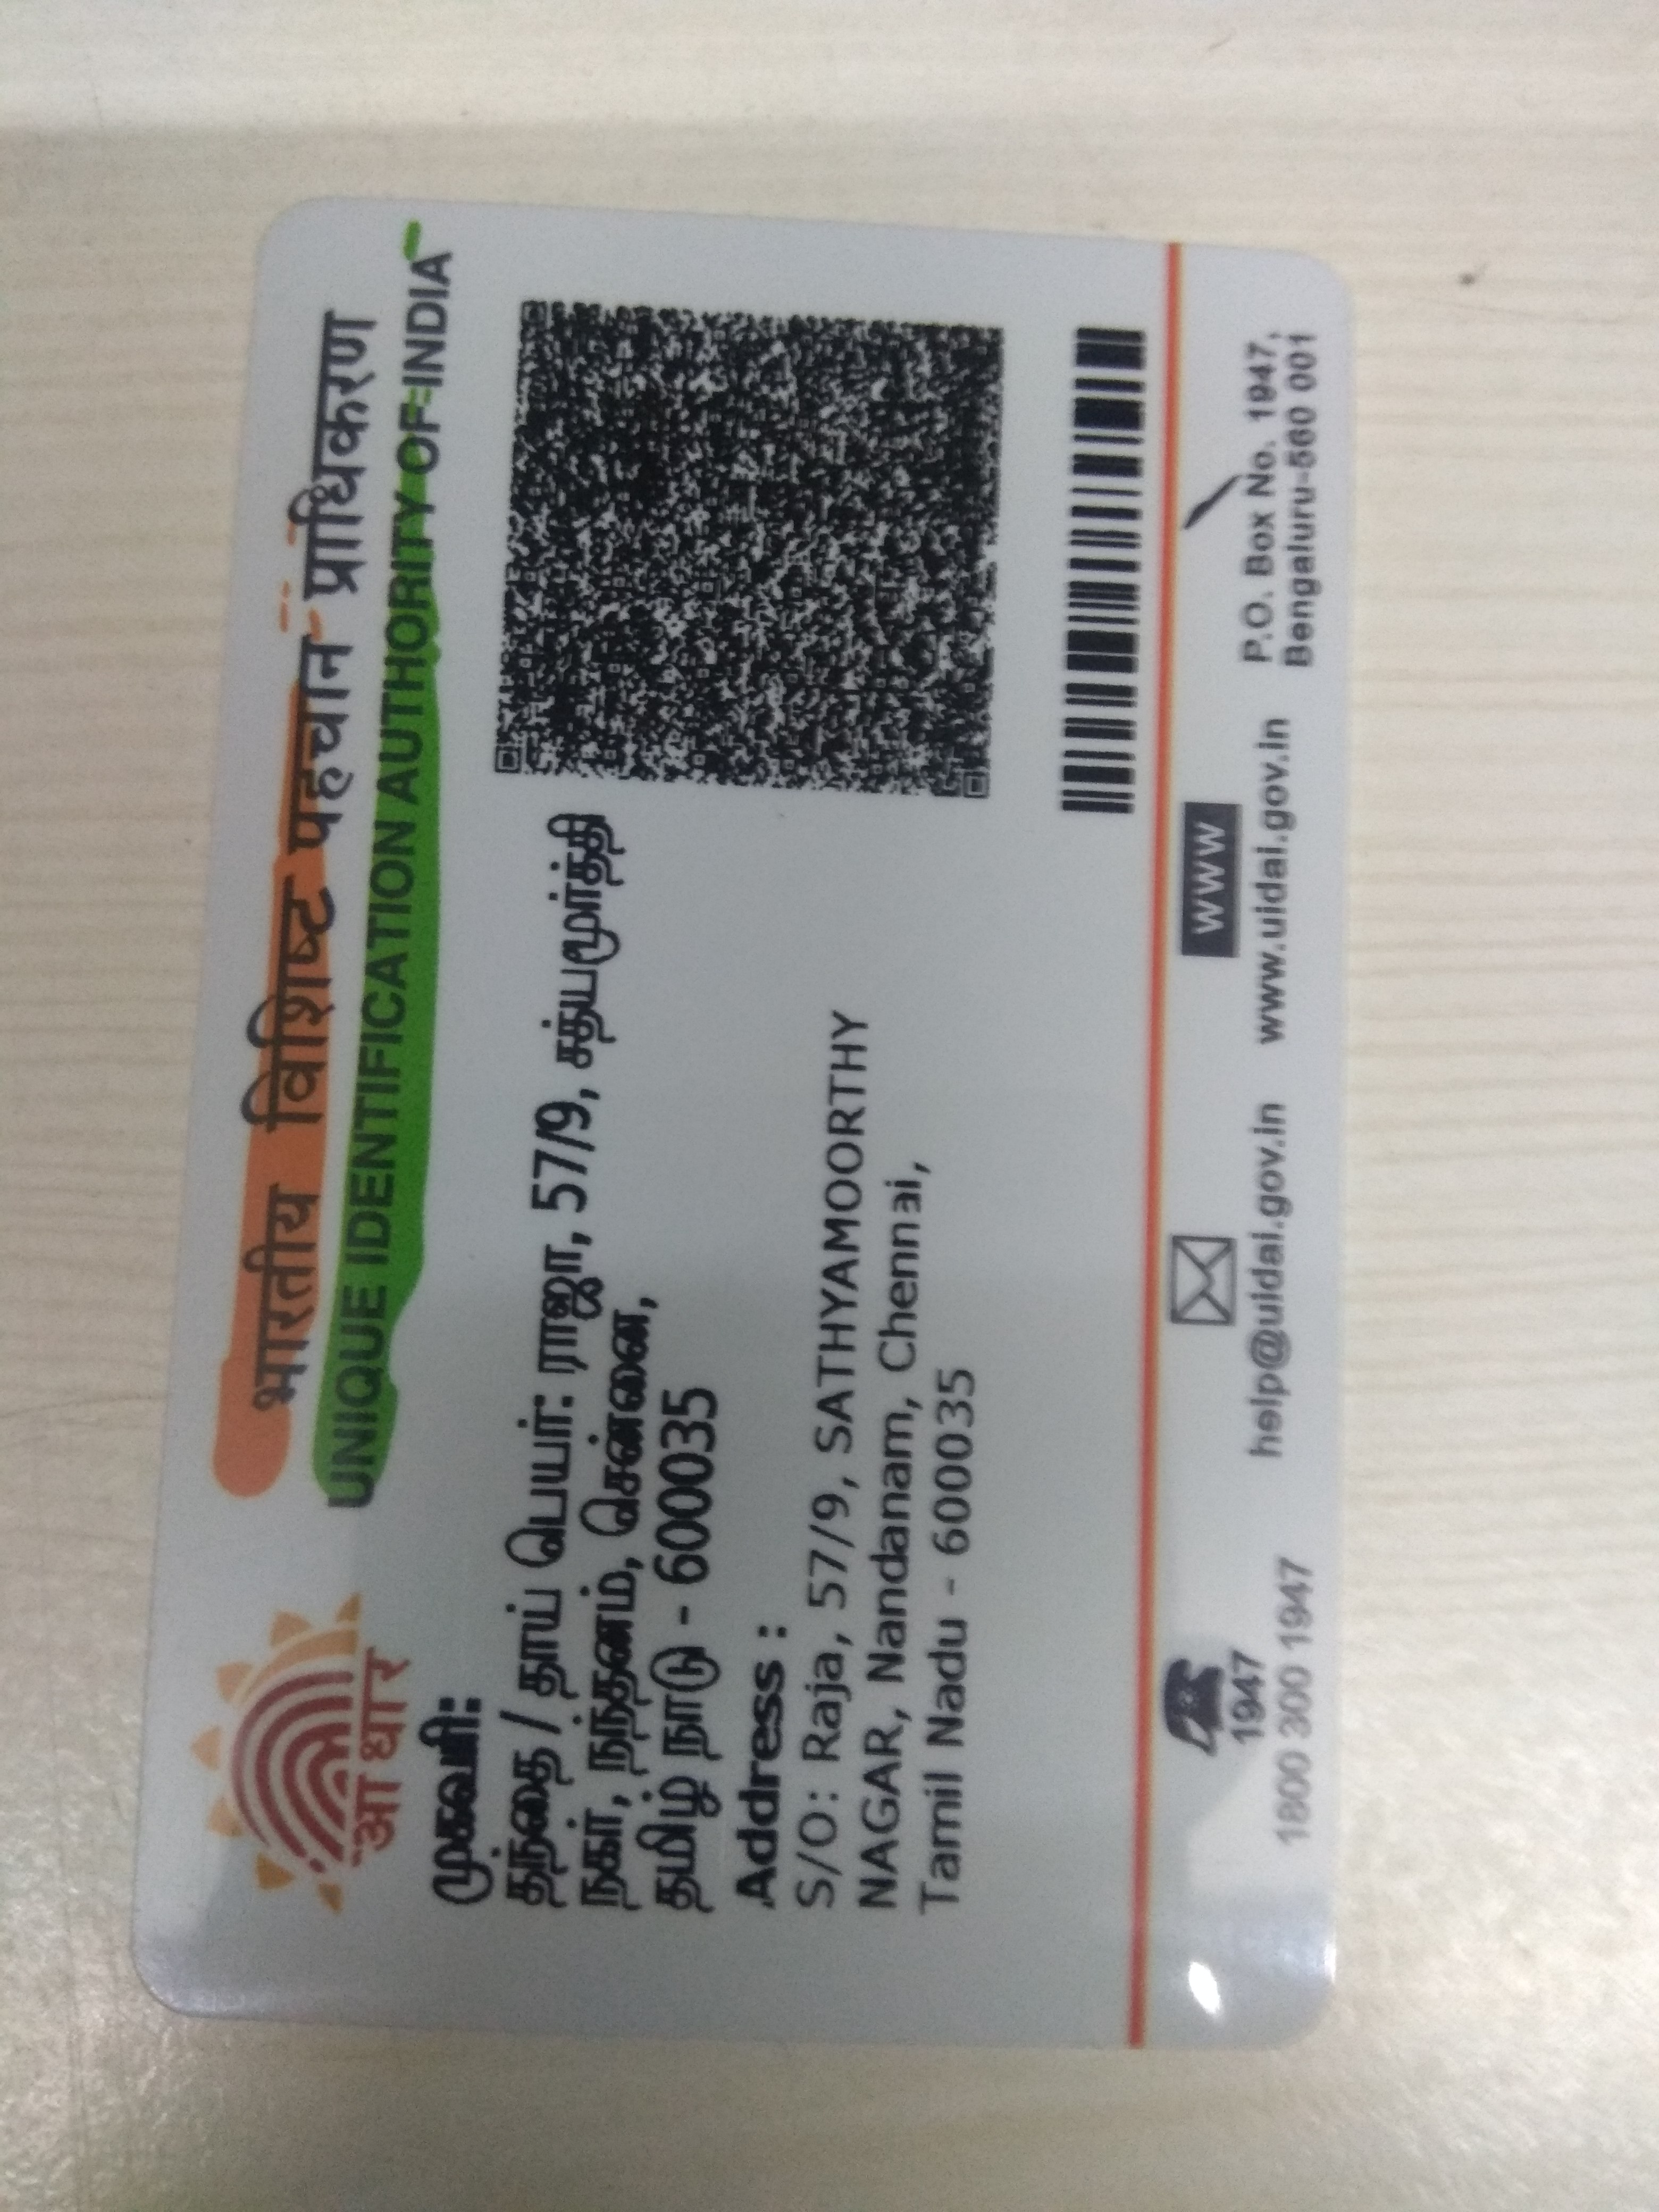 भारतीय विशिष्ट पहचान प्राधिकरण
UNIQUE IDENTIFICATION AUTHORITY OF INDIA
आधार
முகவரி:
தந்தை / தாய் பெயர்: ராஜா, 57/9, சத்யமூர்த்தி
நகர், நந்தனம், சென்னை,
தமிழ் நாடு - 600035
Address :
S/O: Raja, 57/9, SATHYAMOORTHY
NAGAR, Nandanam, Chennai,
Tamil Nadu - 600035
1947
1800 300 1947
help@uidai.gov.in
WWW
www.uidai.gov.in
P.O. Box No. 1947,
Bengaluru-560 001